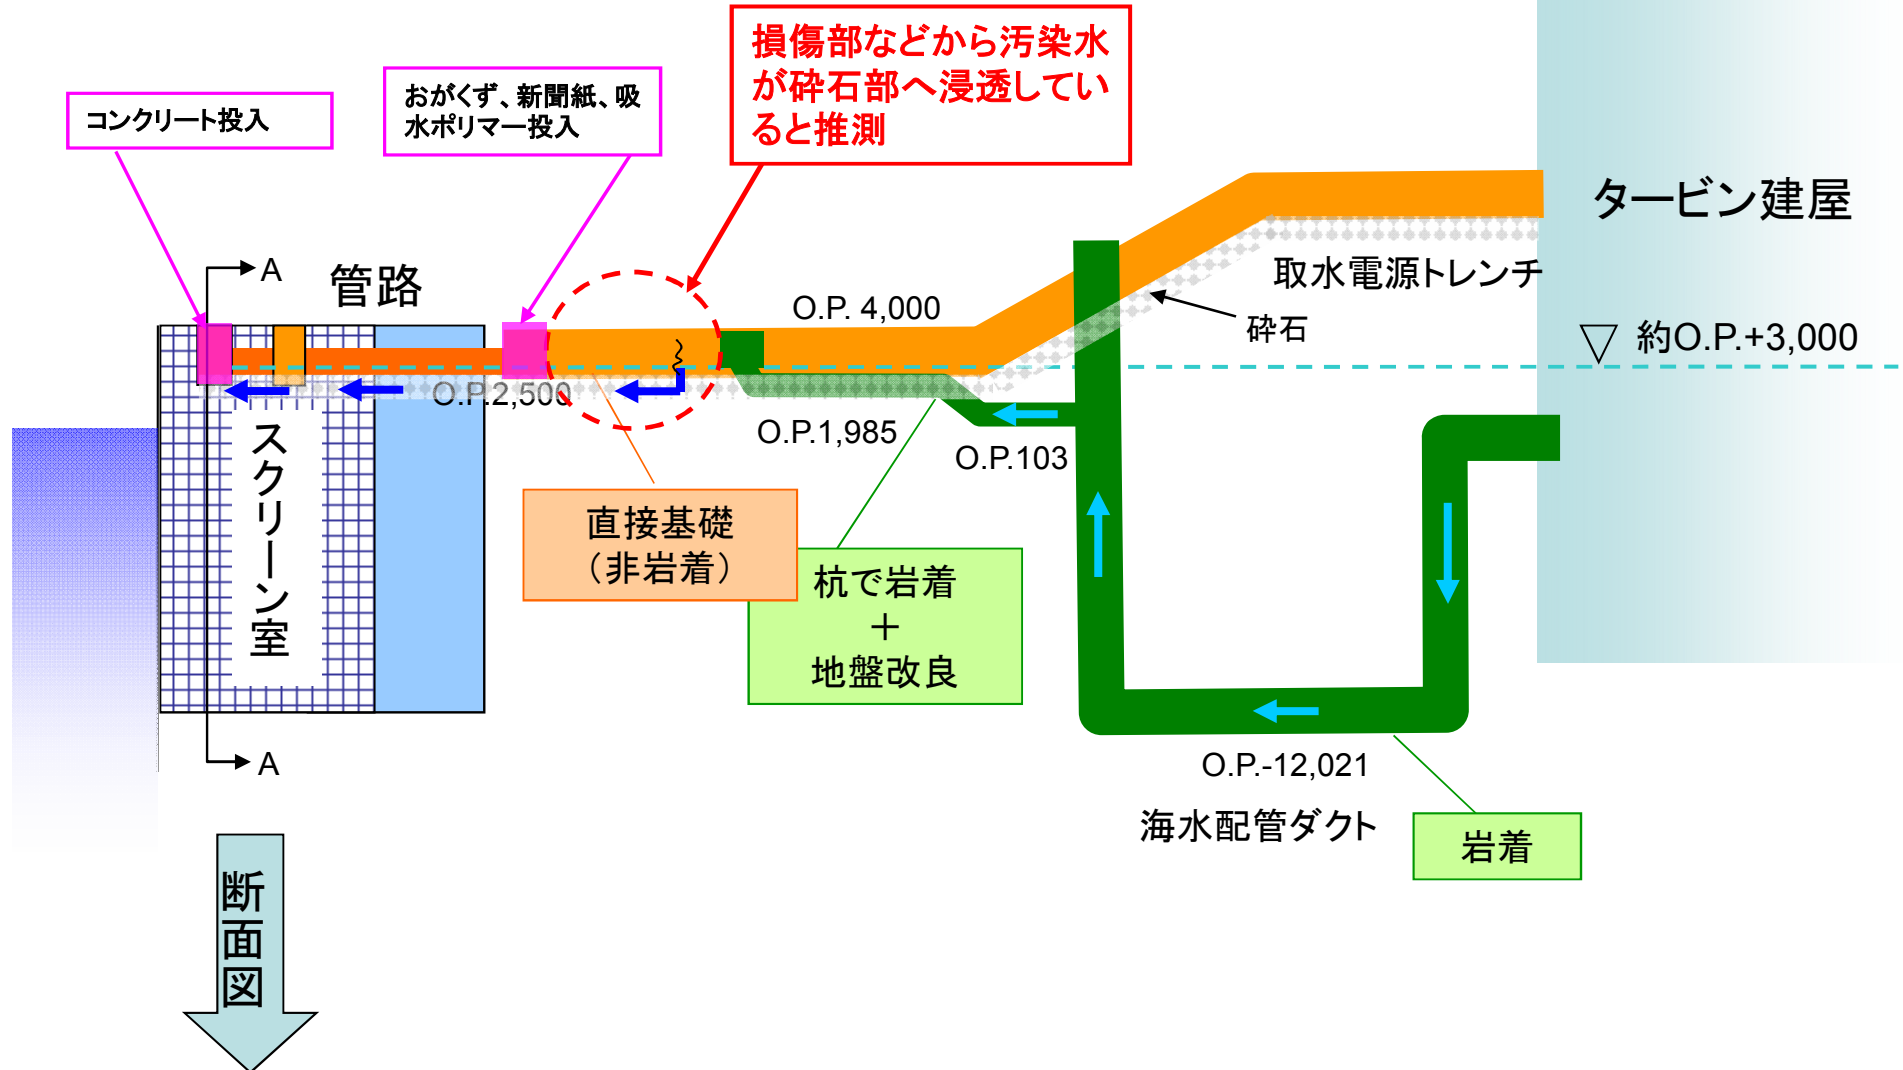 損傷部などから汚染水
が砕石部へ浸透してい
ると推測
おがくず、新聞紙、吸
水ポリマー投入
コンクリート投入
タービン建屋
A
管路
取水電源トレンチ
O.P. 4,000
砕石
▽ 約O.P.+3,000
O.P.2,500
O.P.1,985
O.P.103
スクリーン室
直接基礎
（非岩着）
杭で岩着
＋
地盤改良
A
O.P.-12,021
海水配管ダクト
岩着
断面図